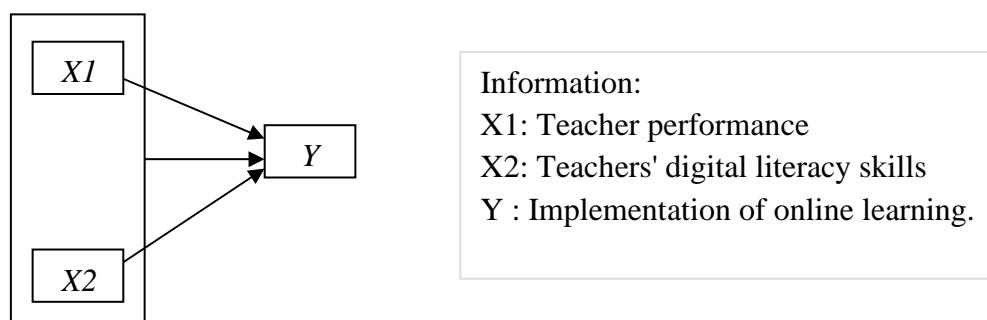 X1
Y
X2
Information:
X1: Teacher performance
X2: Teachers' digital literacy skills
Y : Implementation of online learning.